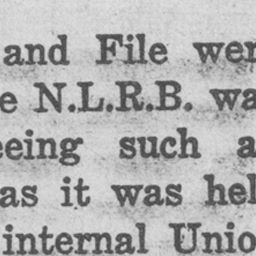 and File wer
e N.L.R.B. wa
eeing such a
as it was hel
internal Unio